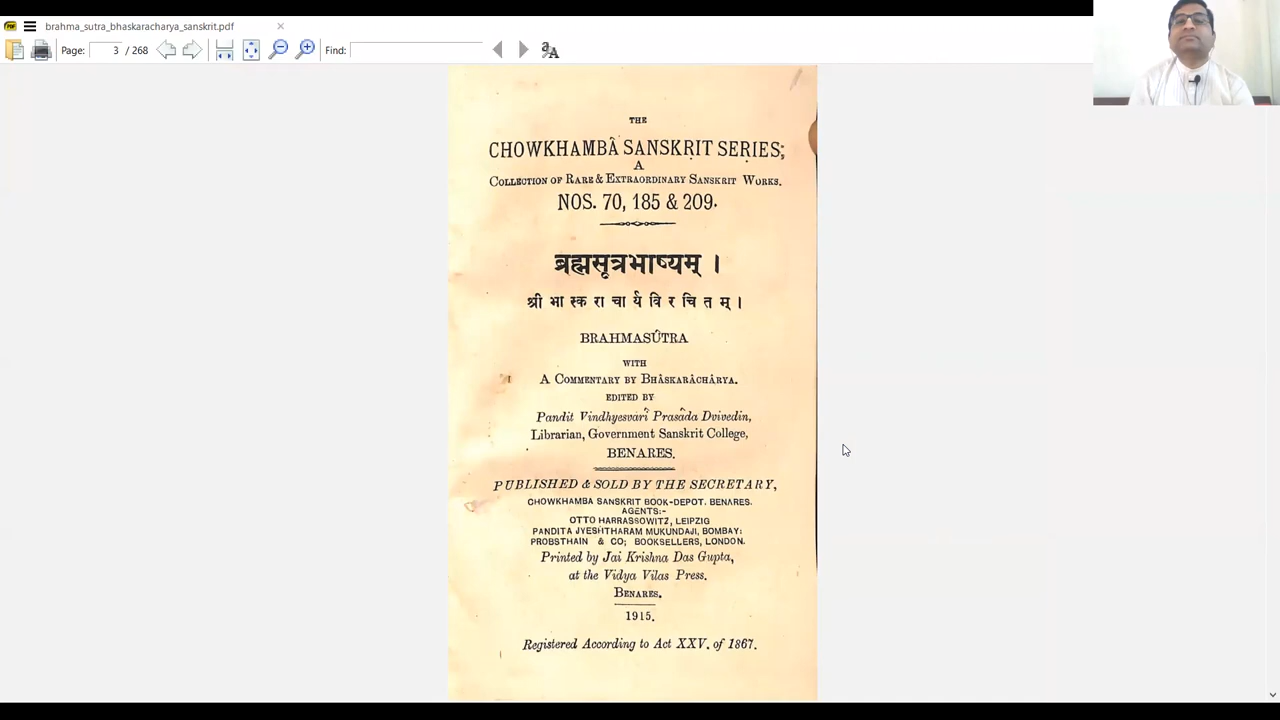 brahma_sutra_bhaskaracharya_sanskrit.pdf
Page: 3 / 268 Find:
THE
CHOWKHAMBÂ SANSKRIT SERIES;
A
COLLECTION OF RARE & EXTRAORDINARY SANSKRIT WORKS.
NOS. 70, 185 & 209.
ब्रह्मसूत्रभाष्यम् ।
श्री भा स्क रा चा र्य वि र चि त म् ।
BRAHMASÛTRA
WITH
A COMMENTARY BY BHÂSKARÂCHÂRYA.
EDITED BY
Pandit Vindhyesvarî Prasâda Dvivedin,
Librarian, Government Sanskrit College,
BENARES.
PUBLISHED & SOLD BY THE SECRETARY,
CHOWKHAMBA SANSKRIT BOOK-DEPOT. BENARES.
AGENTS:-
OTTO HARRASSOWITZ, LEIPZIG
PANDITA JYESHTHARAM MUKUNDAJI, BOMBAY:
PROBSTHAIN & CO; BOOKSELLERS, LONDON.
Printed by Jai Krishna Das Gupta,
at the Vidya Vilas Press.
BENARES.
1915.
Registered According to Act XXV. of 1867.